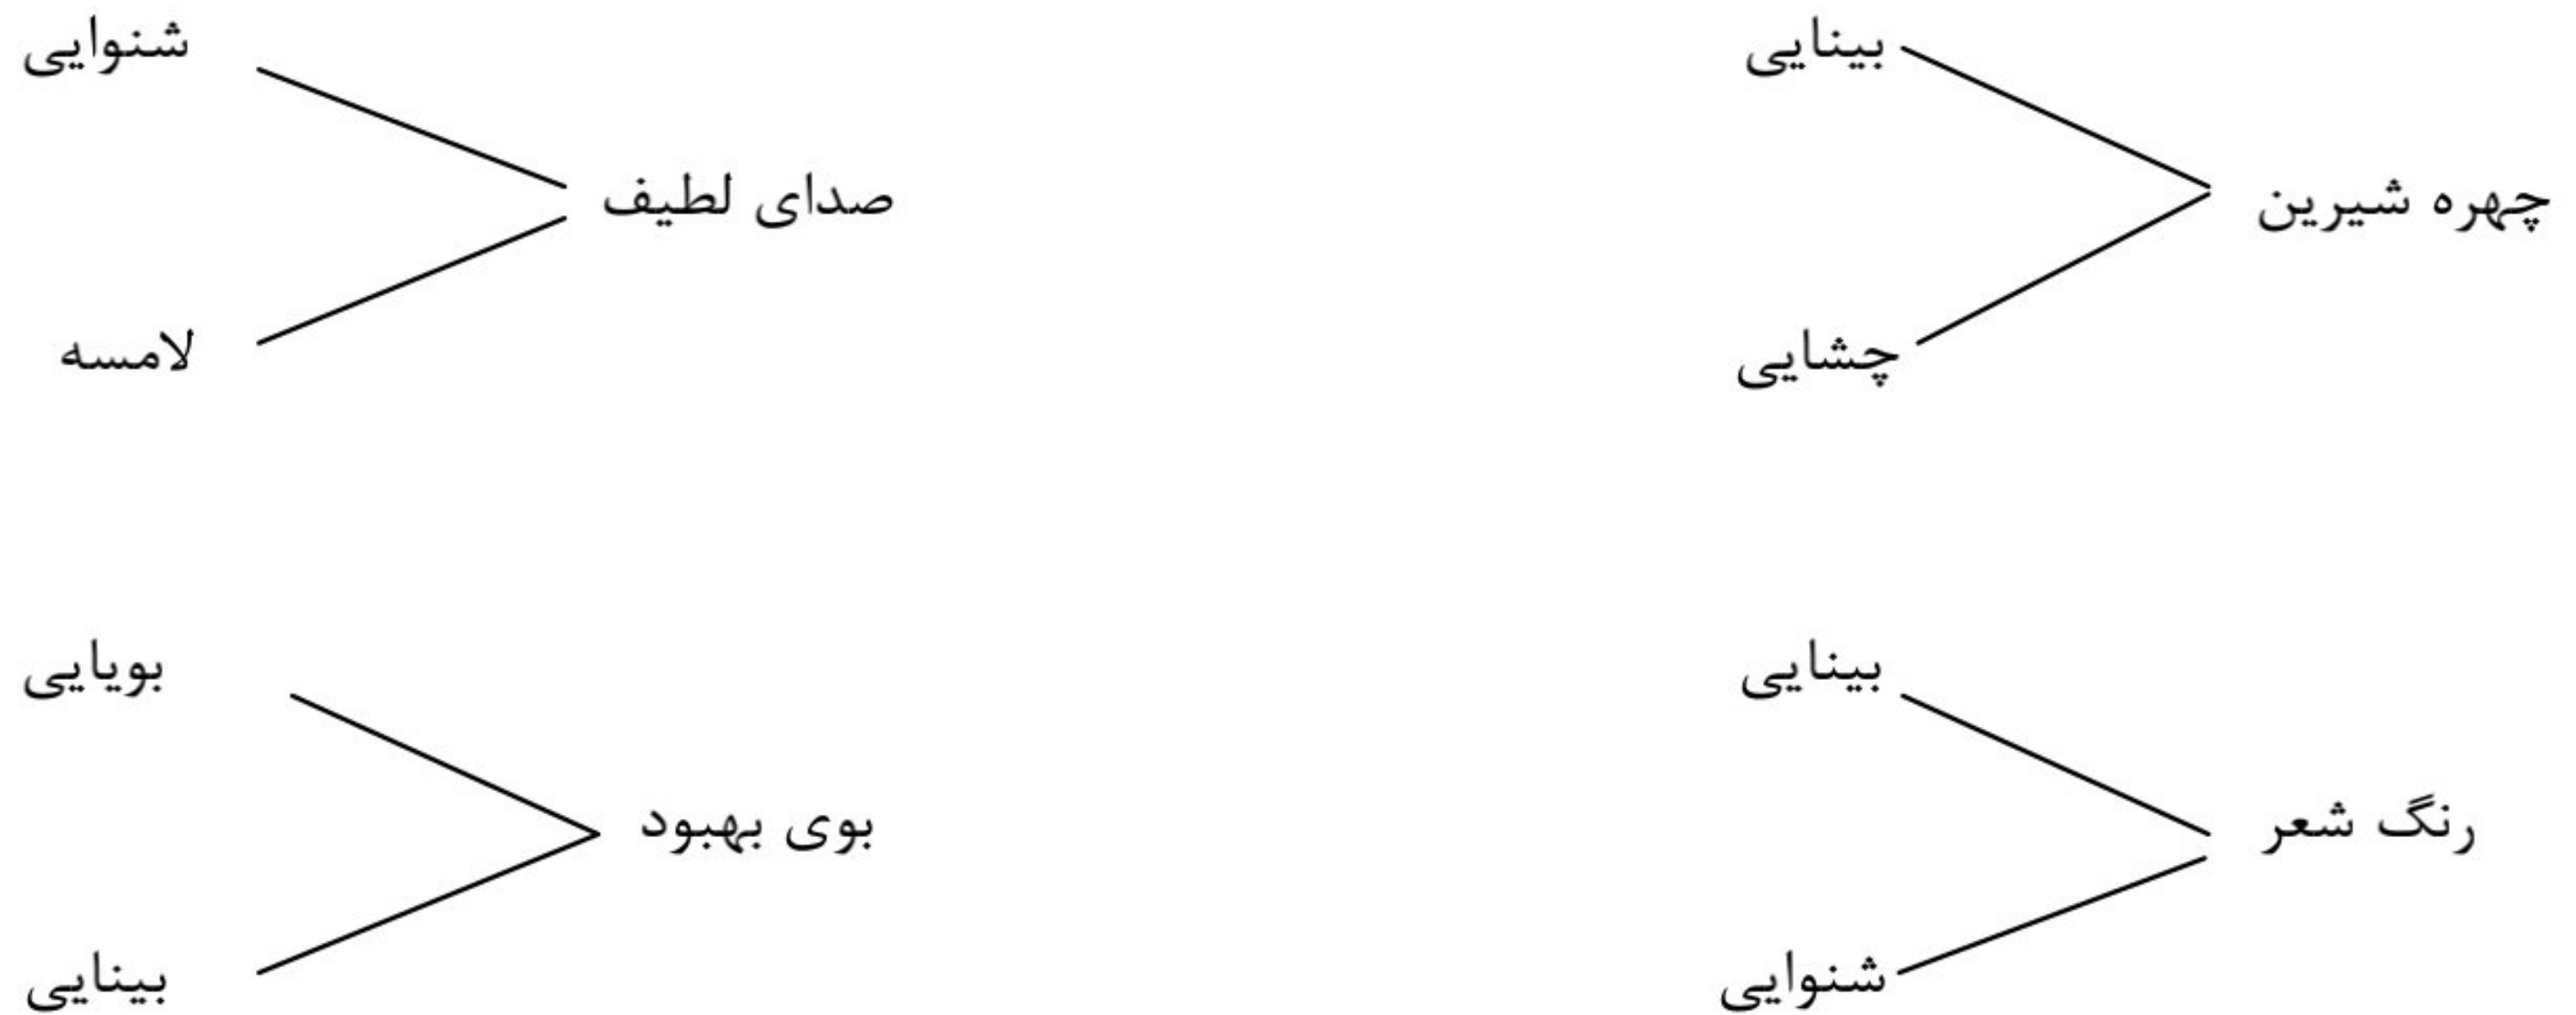 بینایی
چهره شیرین
چشایی
شنوایی
صدای لطیف
لامسه
بینایی
رنگ شعر
شنوایی
بویایی
بوی بهبود
بینایی